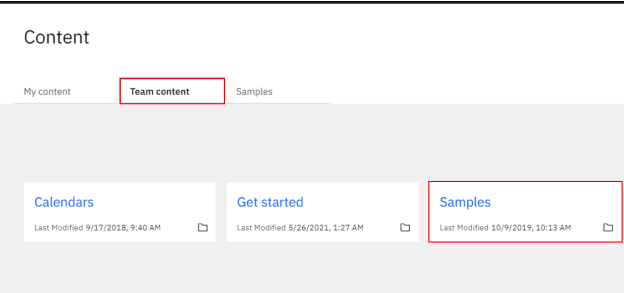 Content
My content Team content Samples
Calendars Get started Samples
Last Modified 9/17/2018, 9:40 AM Last Modified 5/26/2021, 1:27 AM Last Modified 10/9/2019, 10:13 AM